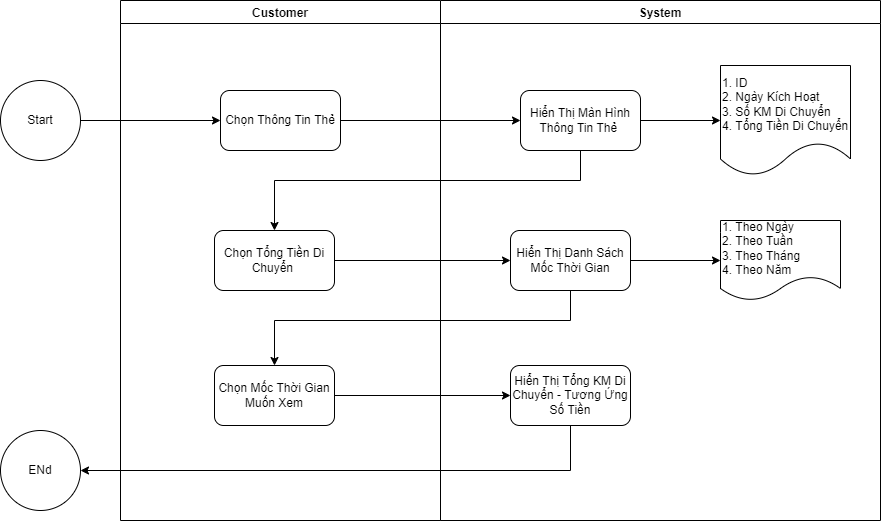 Customer
System
Start
Chọn Thông Tin Thẻ
Hiển Thị Màn Hình
Thông Tin Thẻ
1. ID
2. Ngày Kích Hoạt
3. Số KM Di Chuyển
4. Tổng Tiền Di Chuyển
Chọn Tổng Tiền Di
Chuyển
Hiển Thị Danh Sách
Mốc Thời Gian
1. Theo Ngày
2. Theo Tuần
3. Theo Tháng
4. Theo Năm
Chọn Mốc Thời Gian
Muốn Xem
Hiển Thị Tổng KM Di
Chuyển - Tương Ứng
Số Tiền
ENd